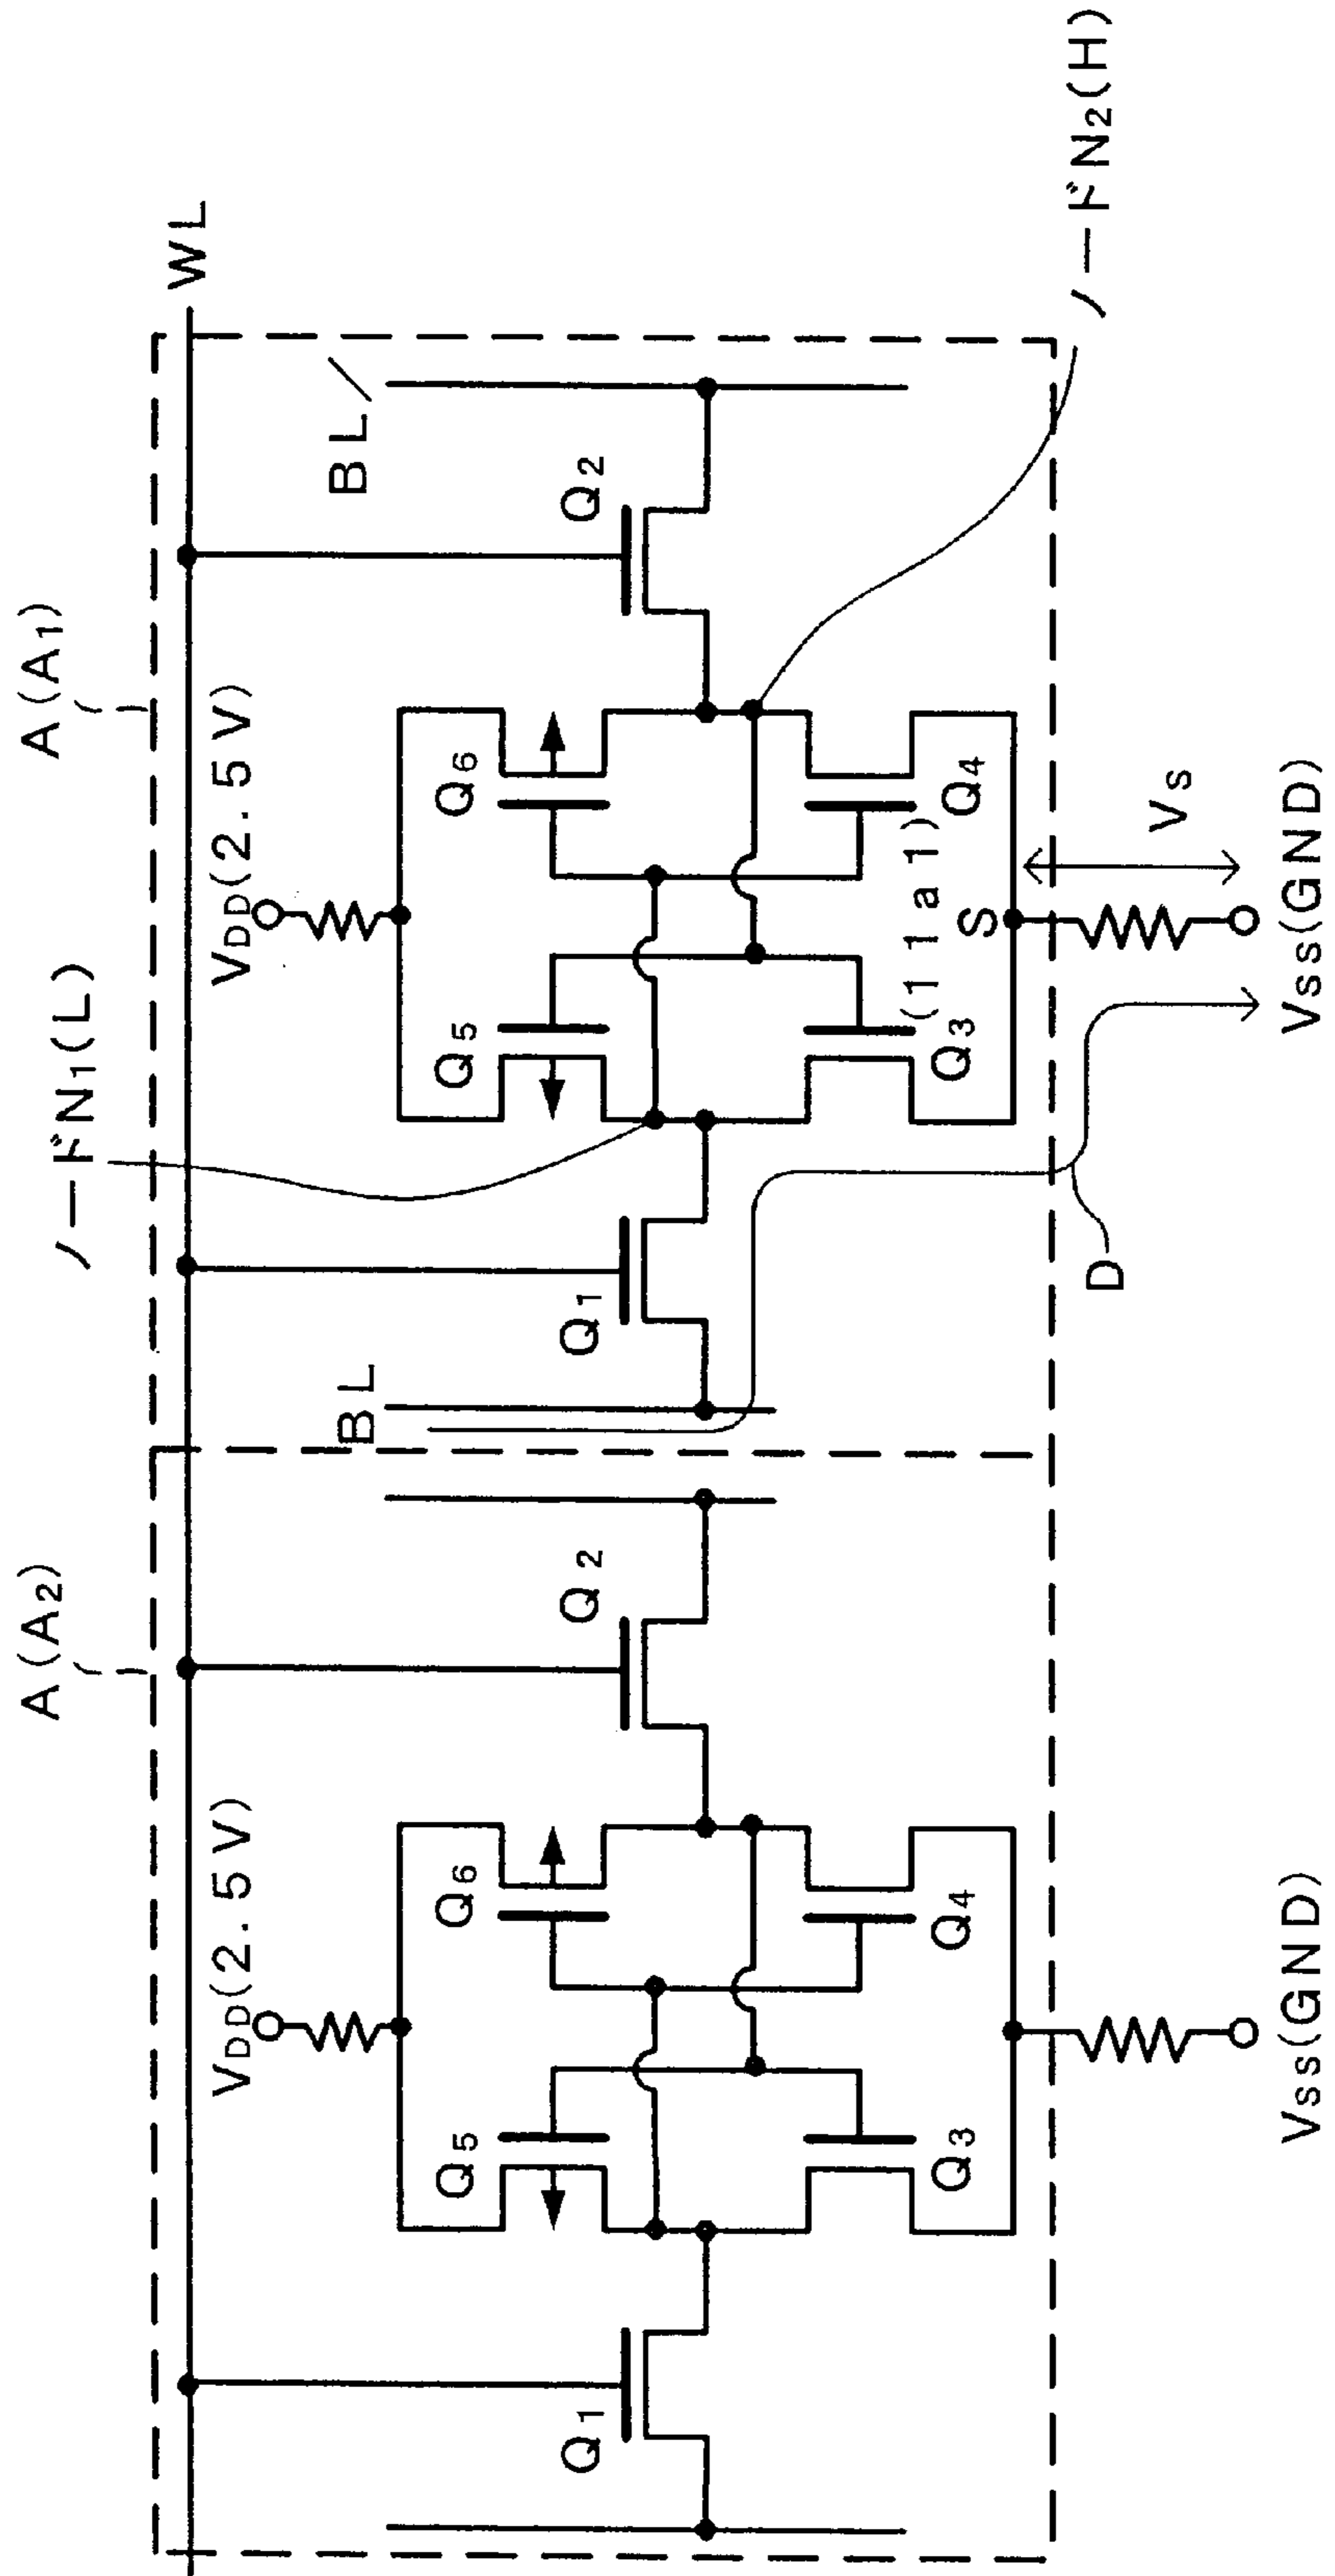 A(A2)
A(A1)
WL
ノードN1(L)
VDD(2.5V)
VDD(2.5V)
BL
BL
Q1
Q2
Q1
Q2
Q5
Q6
Q5
Q6
Q3
Q4
Q3
(11a1)
Q4
S
Vs
D
ノードN2(H)
Vss(GND)
Vss(GND)